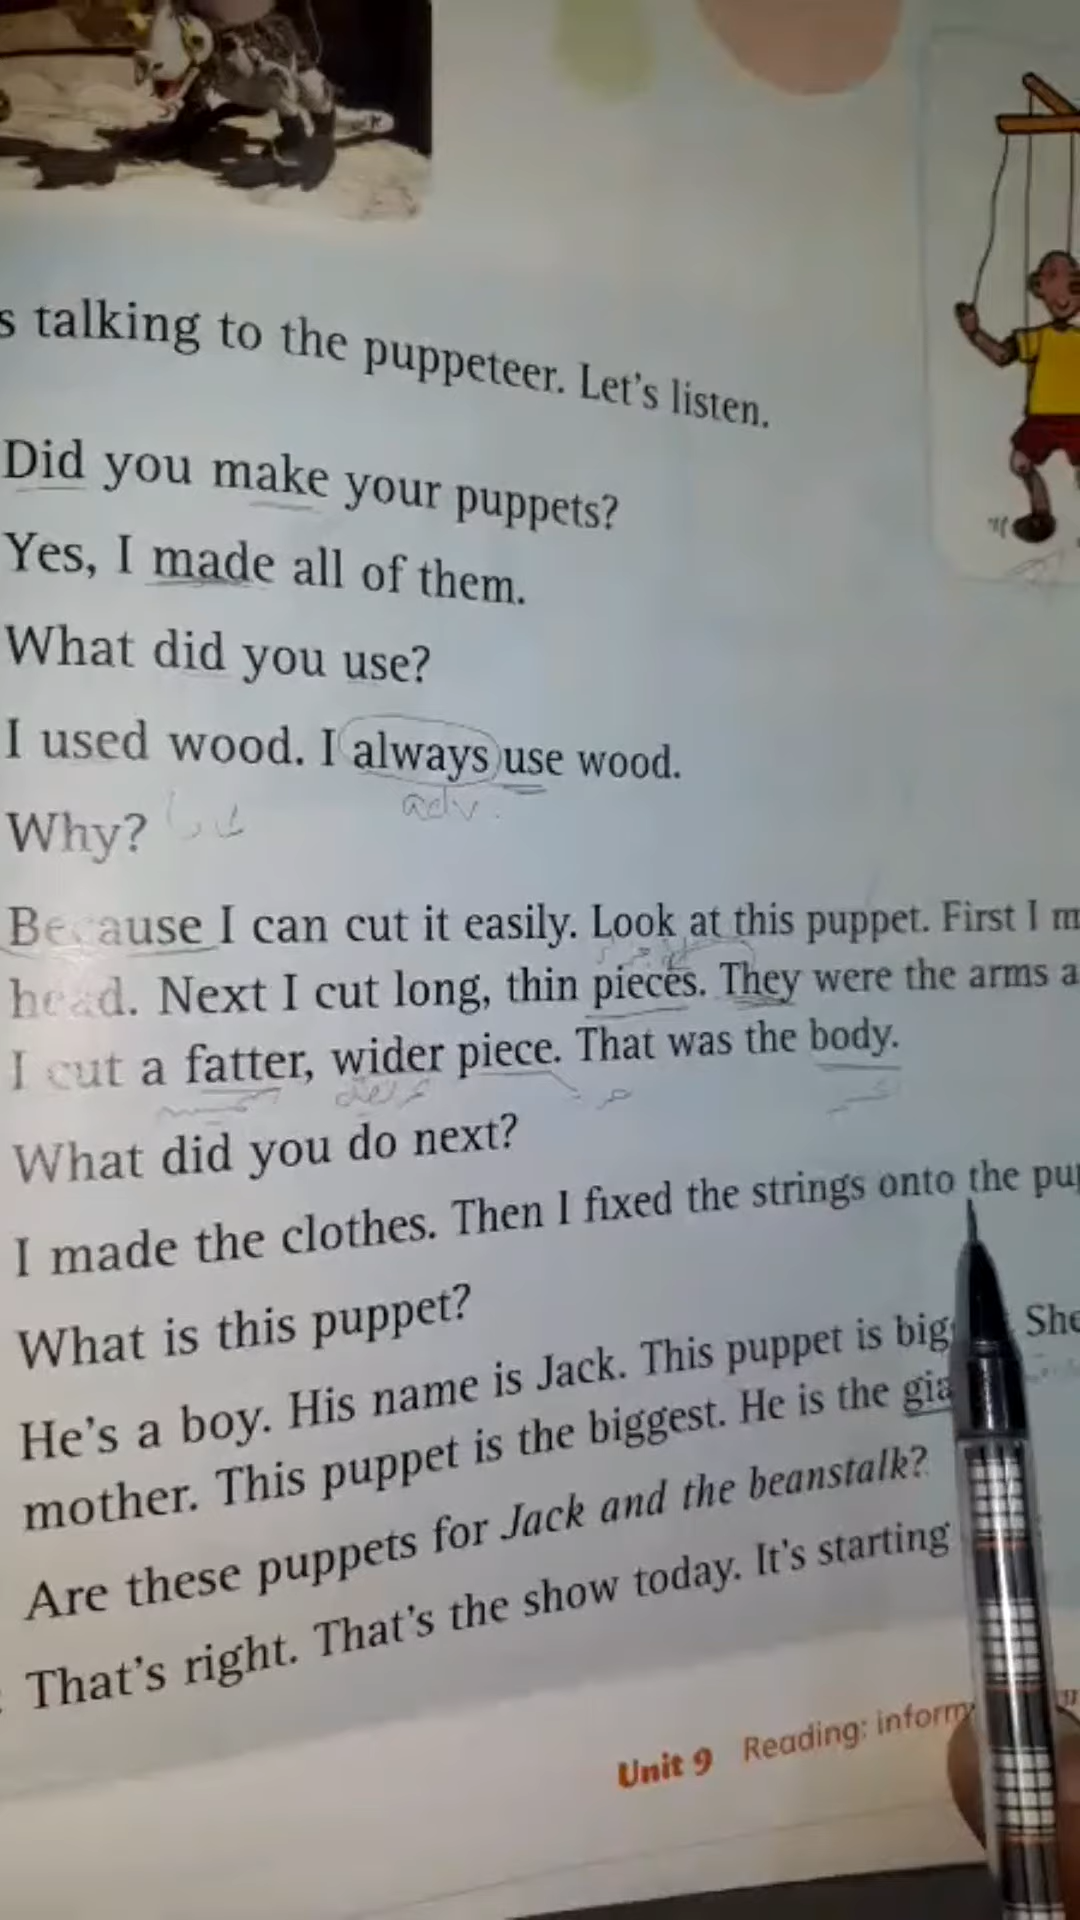 talking to the puppeteer. Let's listen.
Did you make your puppets?
Yes, I made all of them.
What did you use?
I used wood. I always use wood.
adv.
Why?
Because I can cut it easily. Look at this puppet. First I
head. Next I cut long, thin pieces. They were the arms
I cut a fatter, wider piece. That was the body.
What did you do next?
I made the clothes. Then I fixed the strings onto the
What is this puppet?
He's a boy. His name is Jack. This puppet is
mother. This puppet is the biggest. He is the
Are these puppets for Jack and the beanstalk?
That's right. That's the show today. It's starting
Unit 9 Reading: